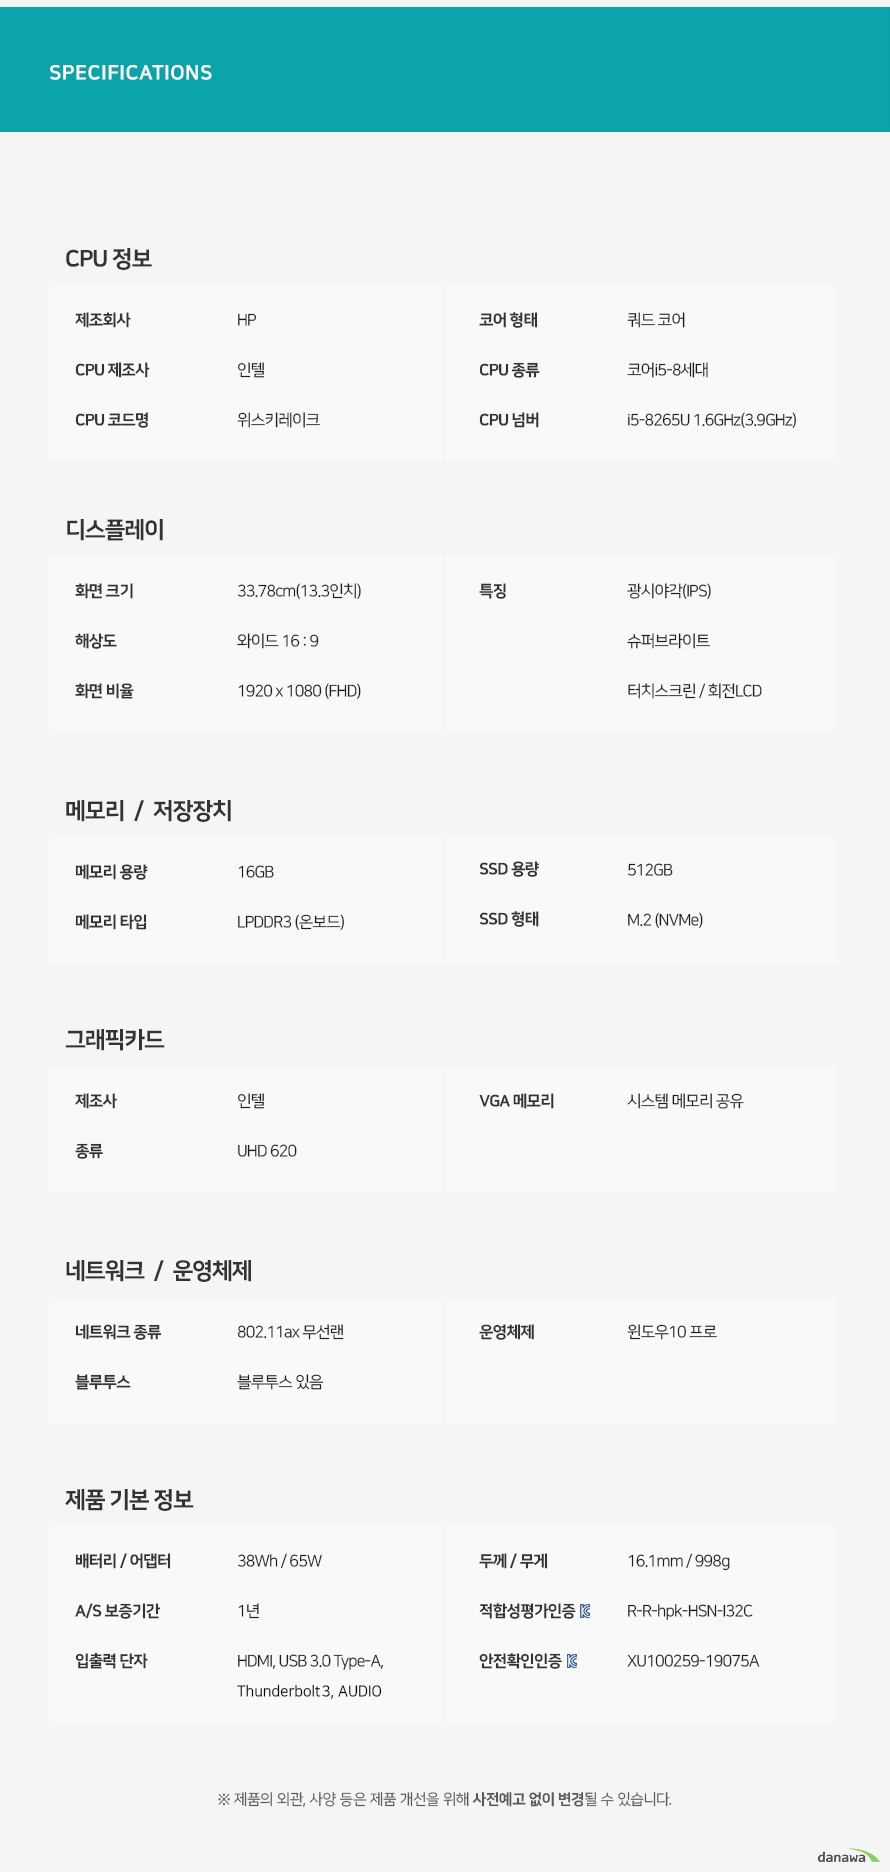 SPECIFICATIONS
CPU 정보
제조회사 HP
CPU 제조사 인텔
CPU 코드명 위스키레이크
코어 형태 쿼드 코어
CPU 종류 코어i5-8세대
CPU 넘버 i5-8265U 1.6GHz(3.9GHz)
디스플레이
화면 크기 33.78cm(13.3인치)
해상도 와이드 16 : 9
화면 비율 1920 x 1080 (FHD)
특징 광시야각(IPS)
슈퍼브라이트
터치스크린 / 회전LCD
메모리 / 저장장치
메모리 용량 16GB
메모리 타입 LPDDR3 (온보드)
SSD 용량 512GB
SSD 형태 M.2 (NVMe)
그래픽카드
제조사 인텔
종류 UHD 620
VGA 메모리 시스템 메모리 공유
네트워크 / 운영체제
네트워크 종류 802.11ax 무선랜
블루투스 블루투스 있음
운영체제 윈도우10 프로
제품 기본 정보
배터리 / 어댑터 38Wh / 65W
A/S 보증기간 1년
입출력 단자 HDMI, USB 3.0 Type-A,
Thunderbolt 3, AUDIO
두께 / 무게 16.1mm / 998g
적합성평가인증 R-R-hpk-HSN-I32C
안전확인인증 XU100259-19075A
※ 제품의 외관, 사양 등은 제품 개선을 위해 사전예고 없이 변경될 수 있습니다.
danawa